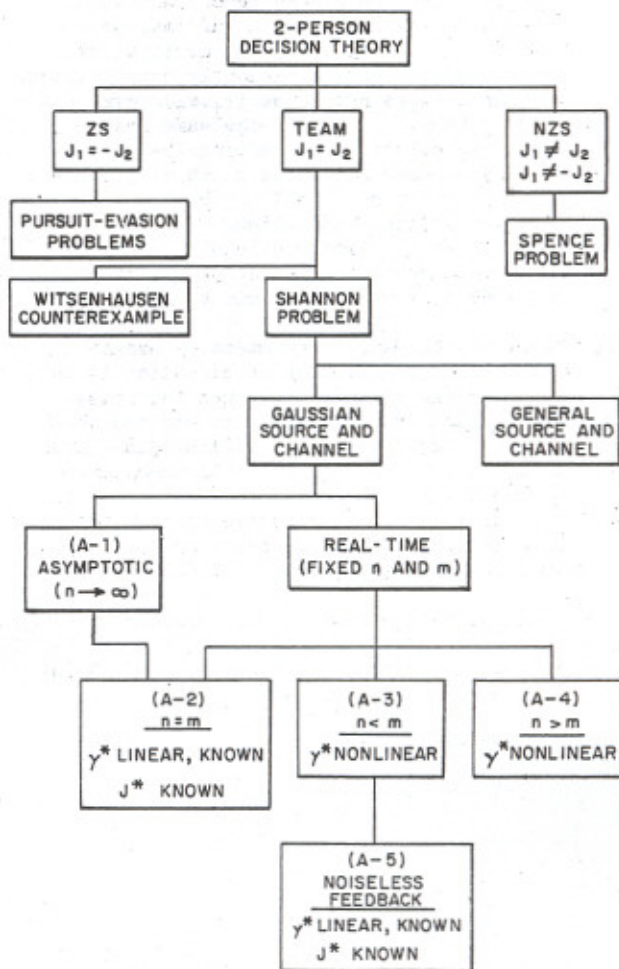 2-PERSON
DECISION THEORY
ZS
J₁ = -J₂
TEAM
J₁ = J₂
NZS
J₁ ≠ J₂
J₁ ≠ -J₂
PURSUIT-EVASION
PROBLEMS
SPENCE
PROBLEM
WITSENHAUSEN
COUNTEREXAMPLE
SHANNON
PROBLEM
GAUSSIAN
SOURCE AND
CHANNEL
GENERAL
SOURCE AND
CHANNEL
(A-1)
ASYMPTOTIC
(n → ∞)
REAL-TIME
(FIXED n AND m)
(A-2)
n = m
γ* LINEAR, KNOWN
J* KNOWN
(A-3)
n < m
γ* NONLINEAR
(A-4)
n > m
γ* NONLINEAR
(A-5)
NOISELESS
FEEDBACK
γ* LINEAR, KNOWN
J* KNOWN